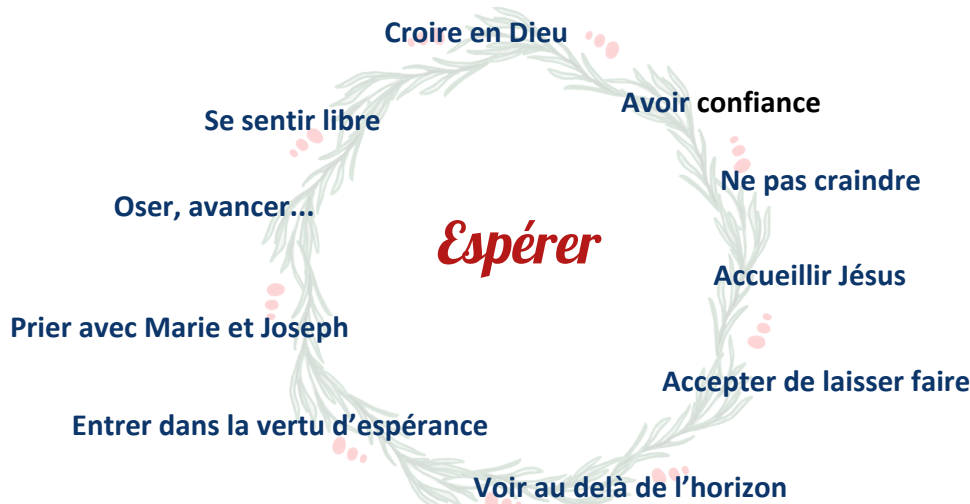 Croire en Dieu
Avoir confiance
Se sentir libre
Ne pas craindre
Oser, avancer...
Espérer
Accueillir Jésus
Prier avec Marie et Joseph
Accepter de laisser faire
Entrer dans la vertu d’espérance
Voir au delà de l’horizon